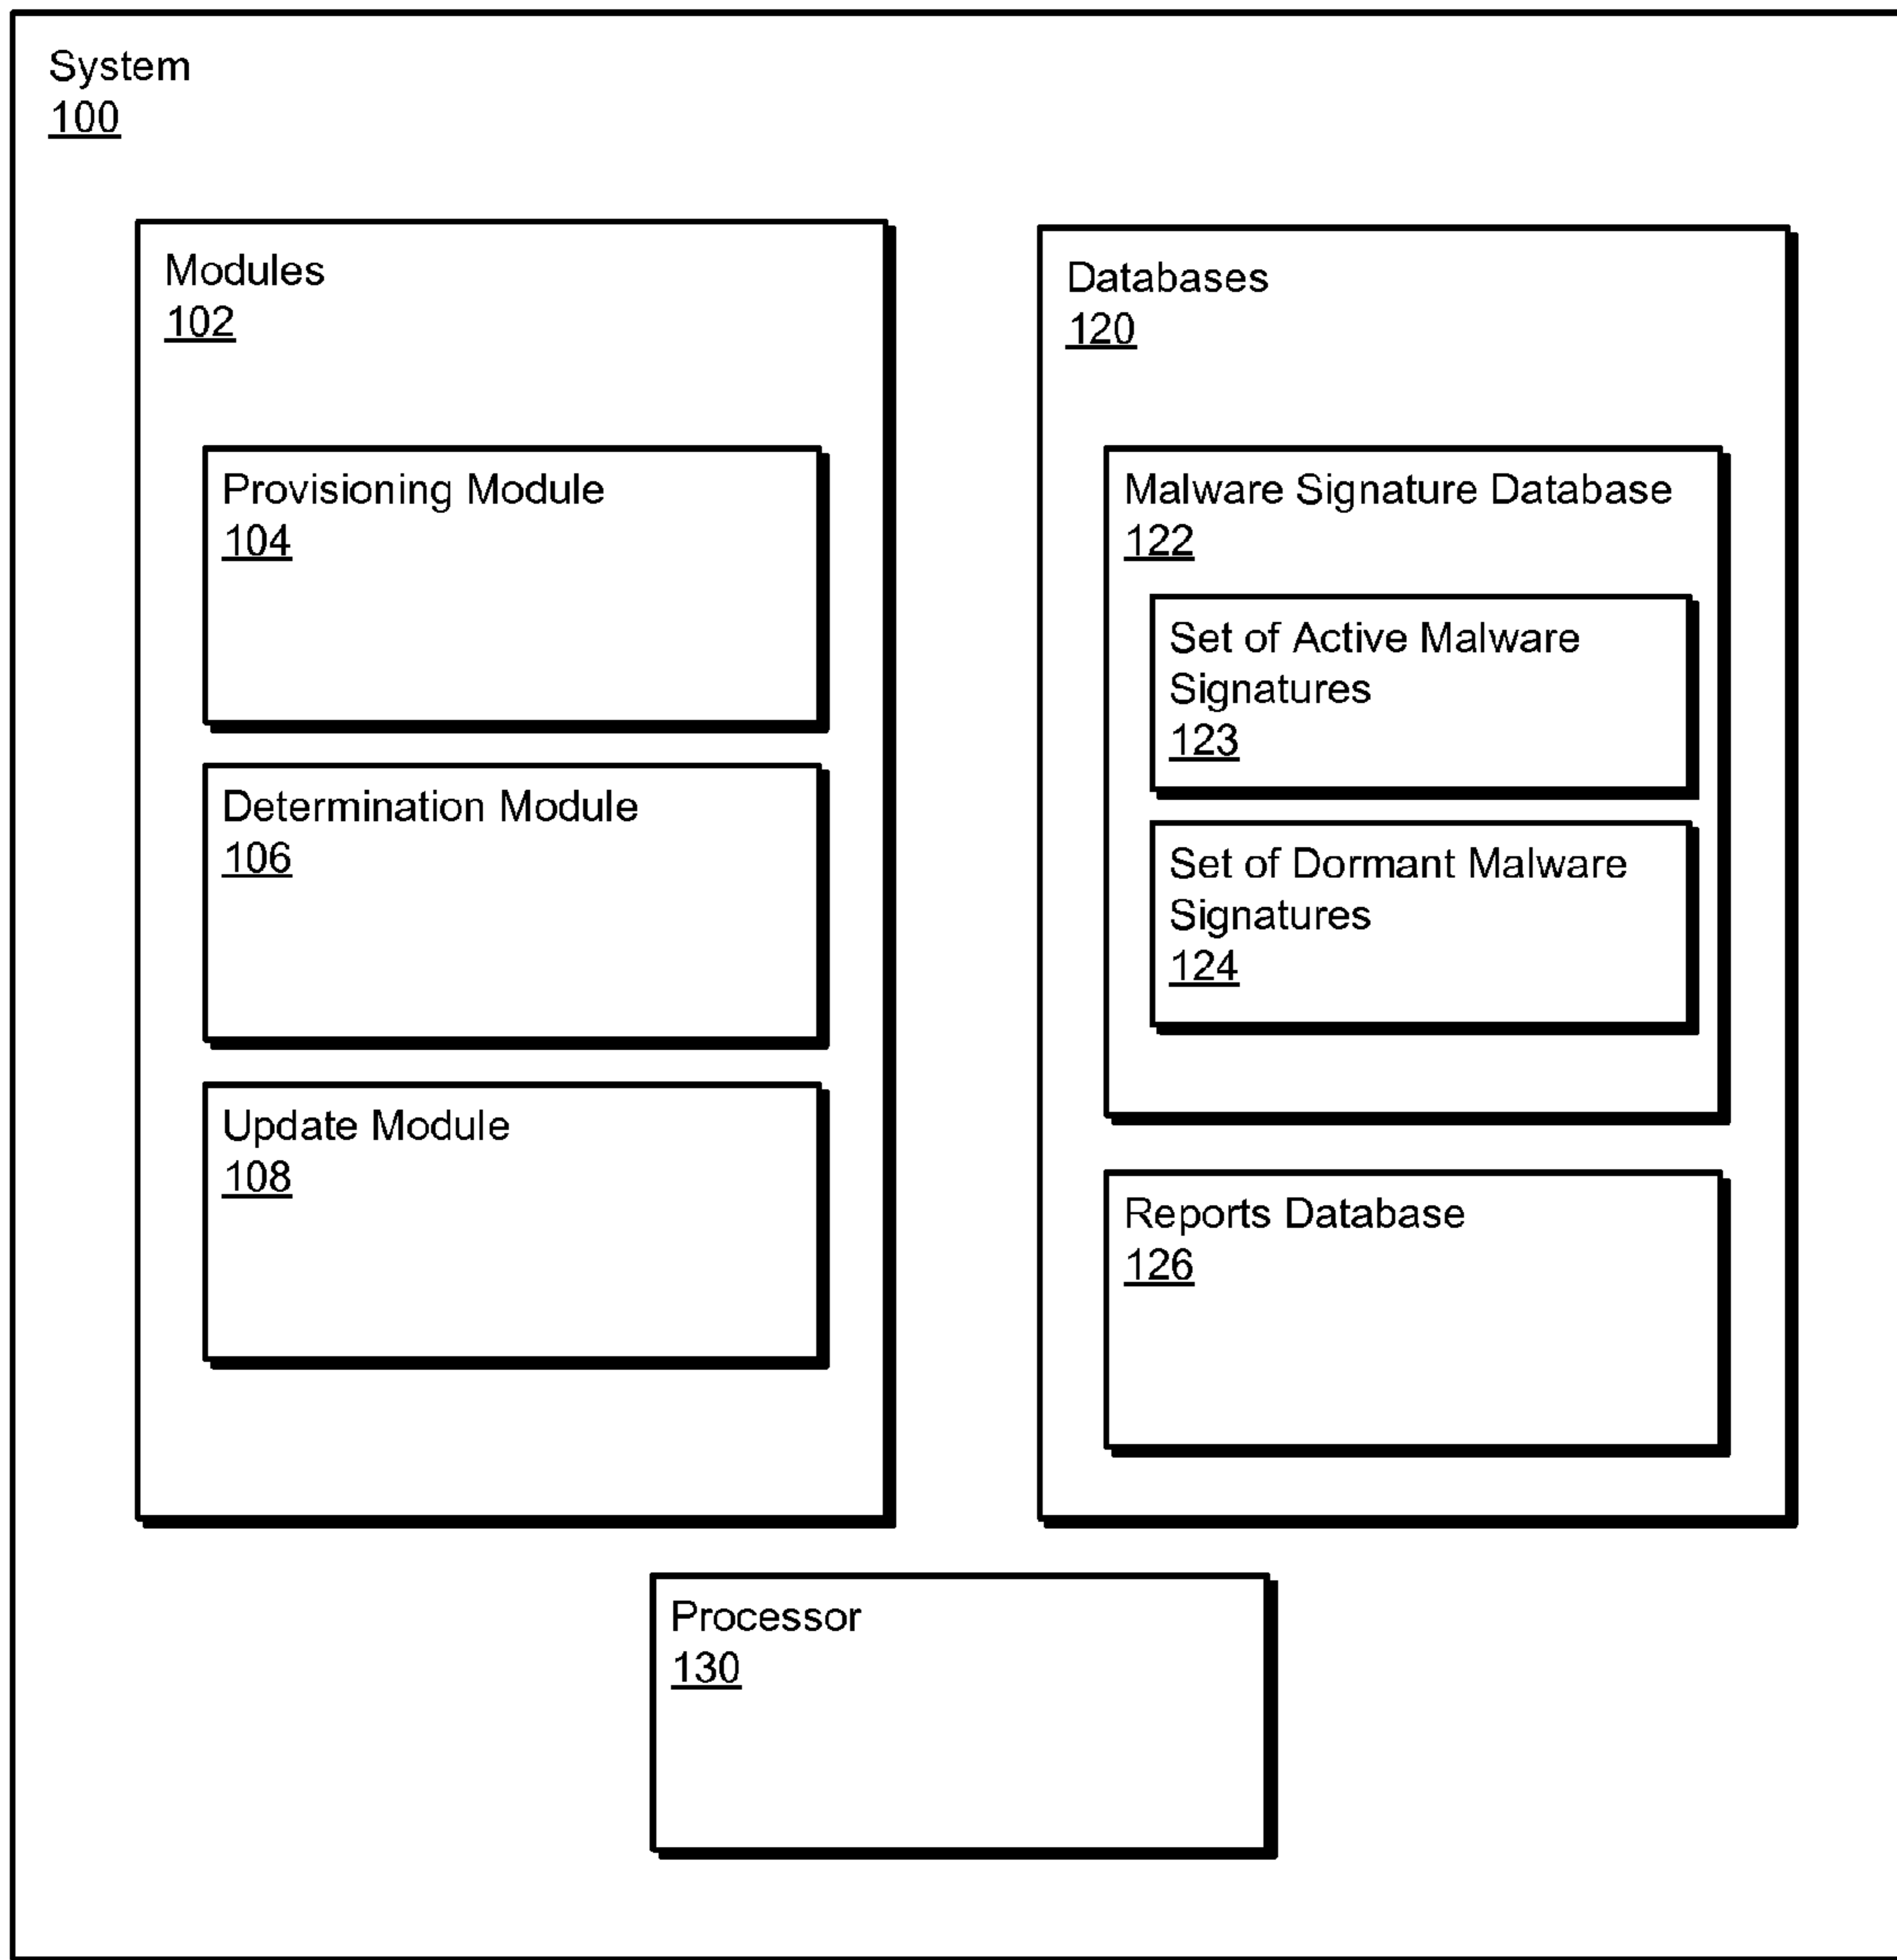 System
100
Modules
102
Provisioning Module
104
Determination Module
106
Update Module
108
Databases
120
Malware Signature Database
122
Set of Active Malware
Signatures
123
Set of Dormant Malware
Signatures
124
Reports Database
126
Processor
130